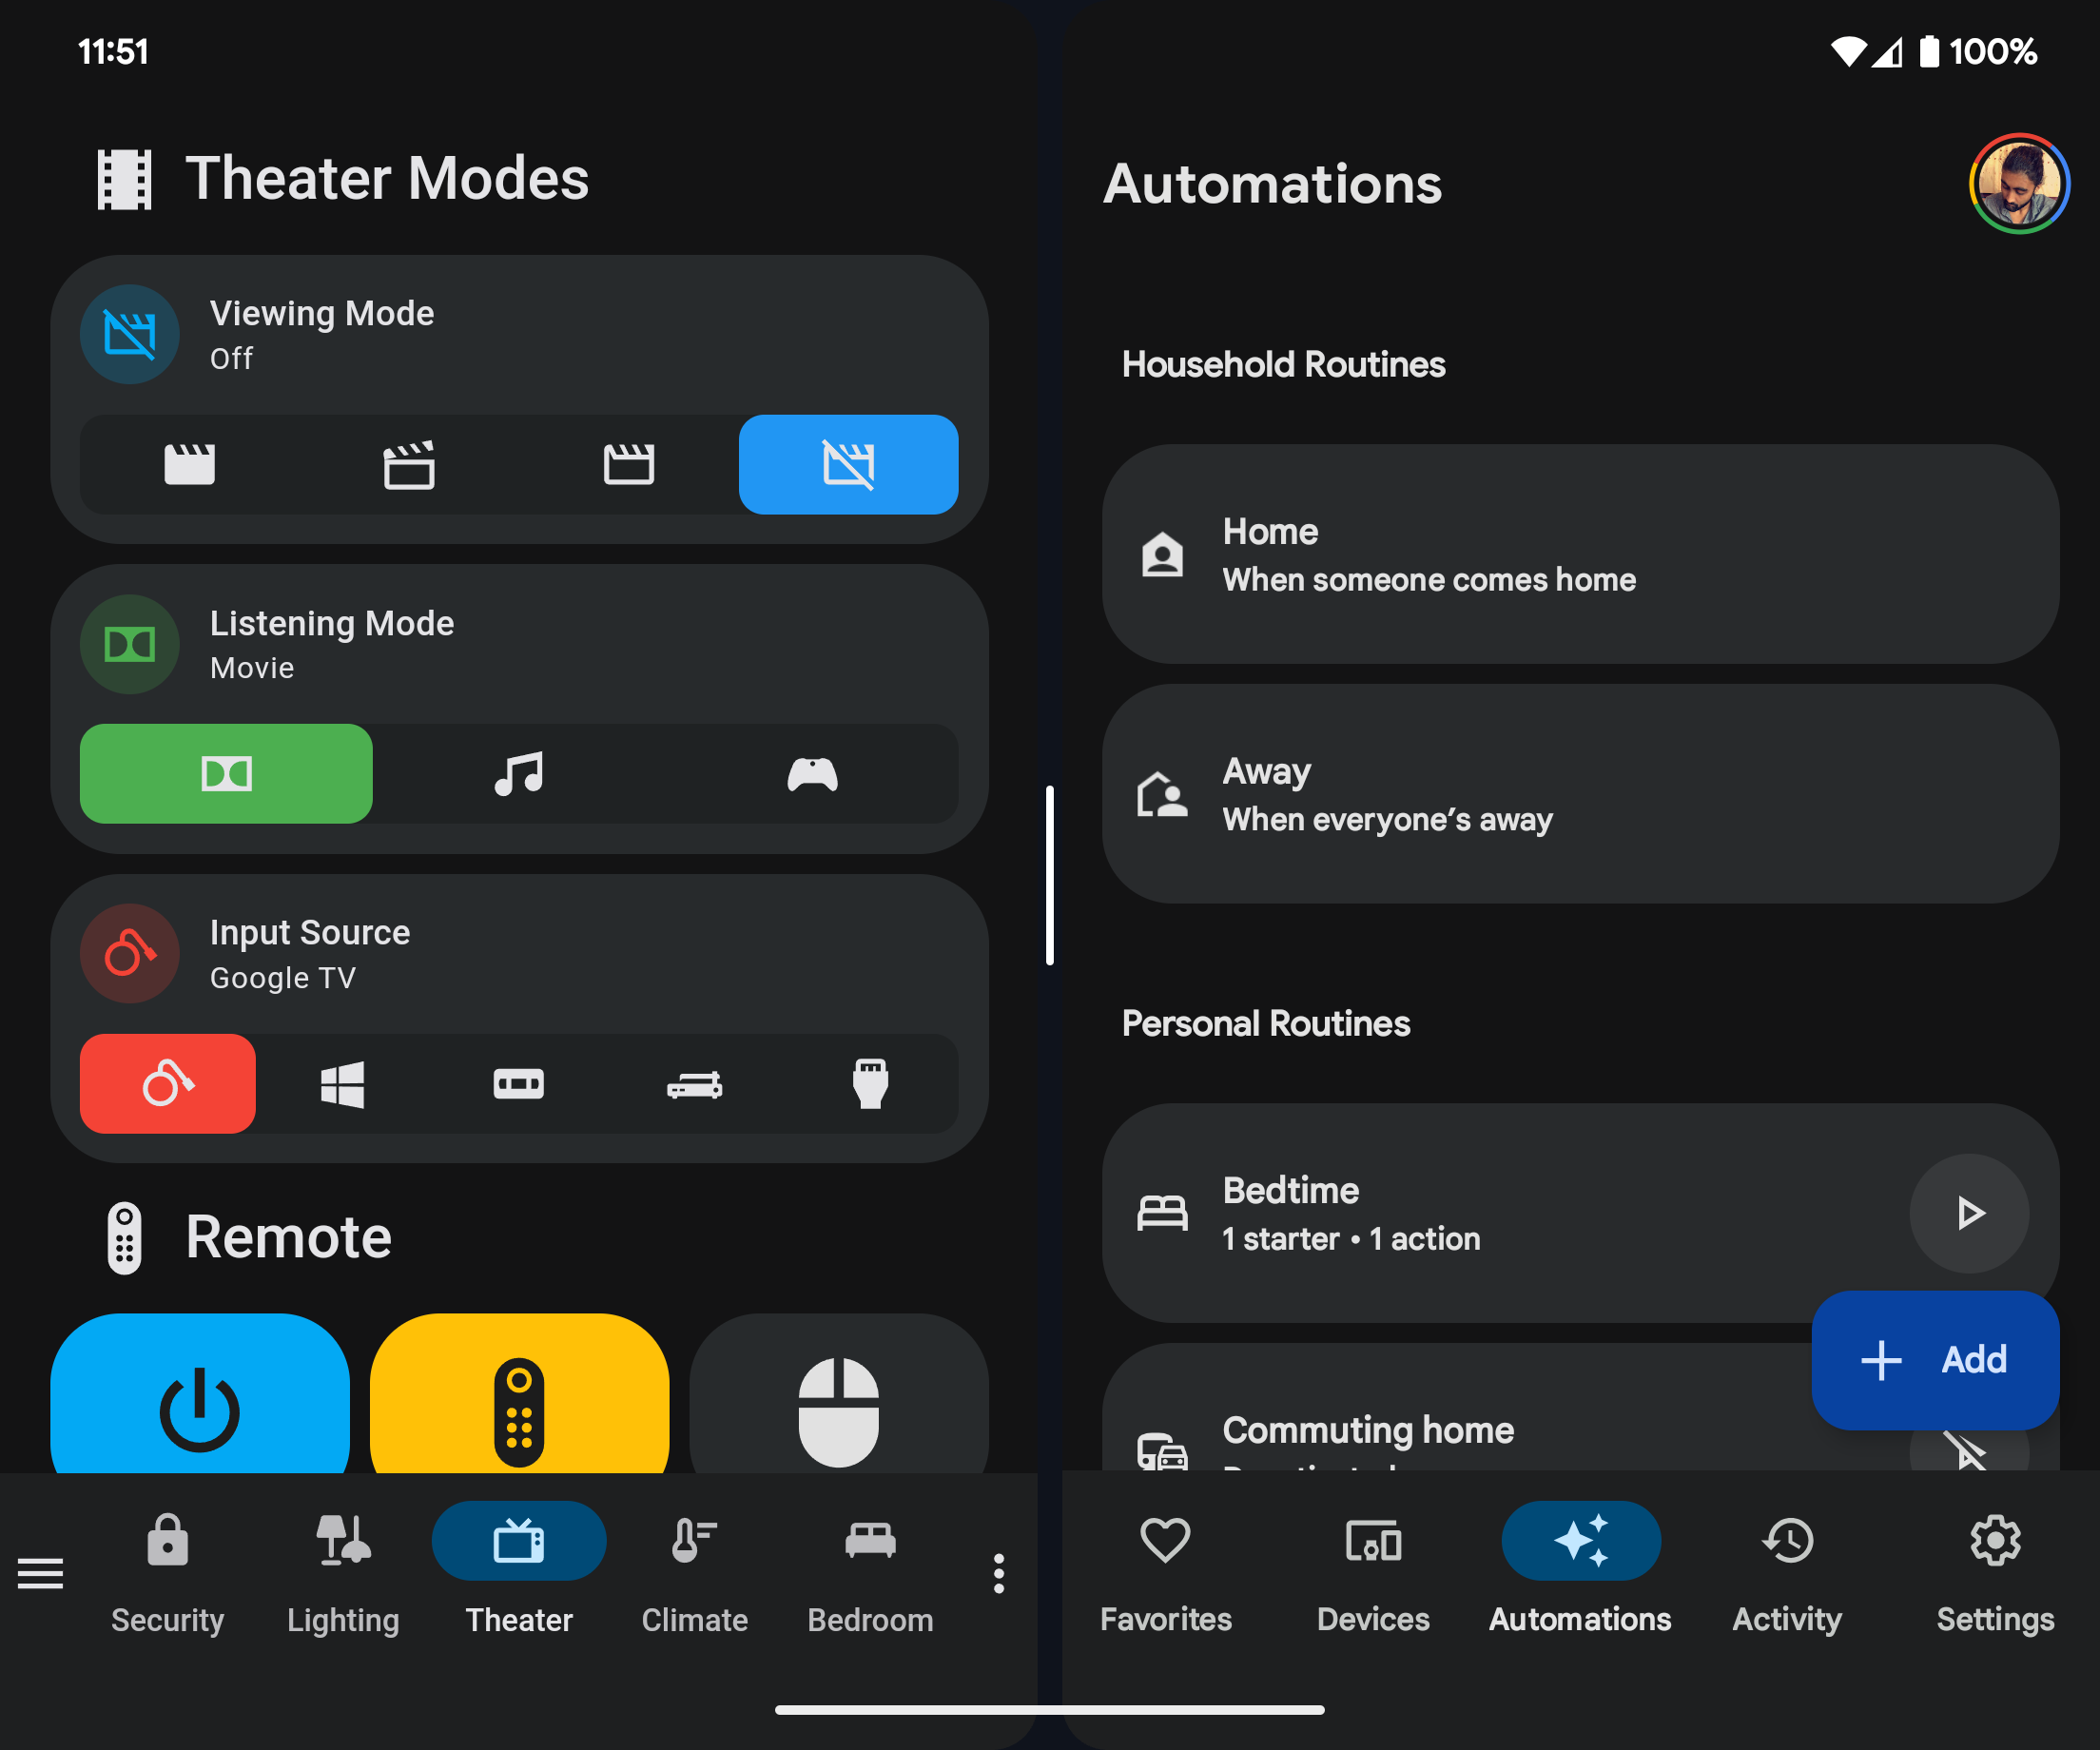 11:51
100%
Theater Modes
Viewing Mode
Off
Listening Mode
Movie
Input Source
Google TV
Remote
Security
Lighting
Theater
Climate
Bedroom
Automations
Household Routines
Home
When someone comes home
Away
When everyone’s away
Personal Routines
Bedtime
1 starter • 1 action
Add
Commuting home
Favorites
Devices
Automations
Activity
Settings